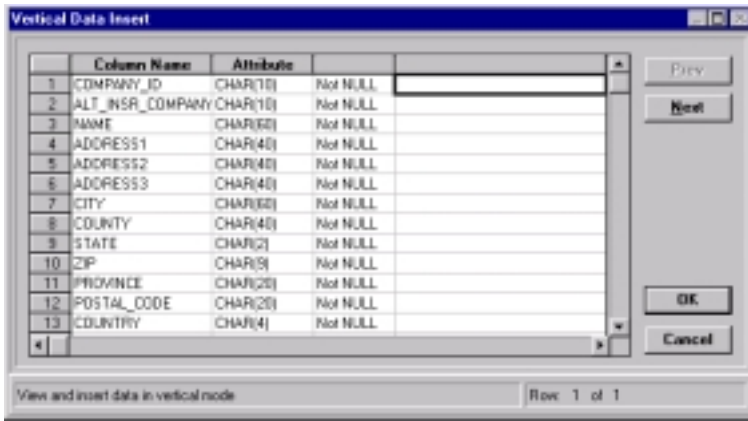 Vertical Data Insert
Column Name Attribute
1 COMPANY_ID CHAR(10) Not NULL
2 ALT_INSR_COMPANY CHAR(10) Not NULL
3 NAME CHAR(60) Not NULL
4 ADDRESS1 CHAR(40) Not NULL
5 ADDRESS2 CHAR(40) Not NULL
6 ADDRESS3 CHAR(40) Not NULL
7 CITY CHAR(60) Not NULL
8 COUNTY CHAR(40) Not NULL
9 STATE CHAR(2) Not NULL
10 ZIP CHAR(9) Not NULL
11 PROVINCE CHAR(20) Not NULL
12 POSTAL_CODE CHAR(20) Not NULL
13 COUNTRY CHAR(4) Not NULL
Prev
Next
OK
Cancel
View and insert data in vertical mode
Row: 1 of 1